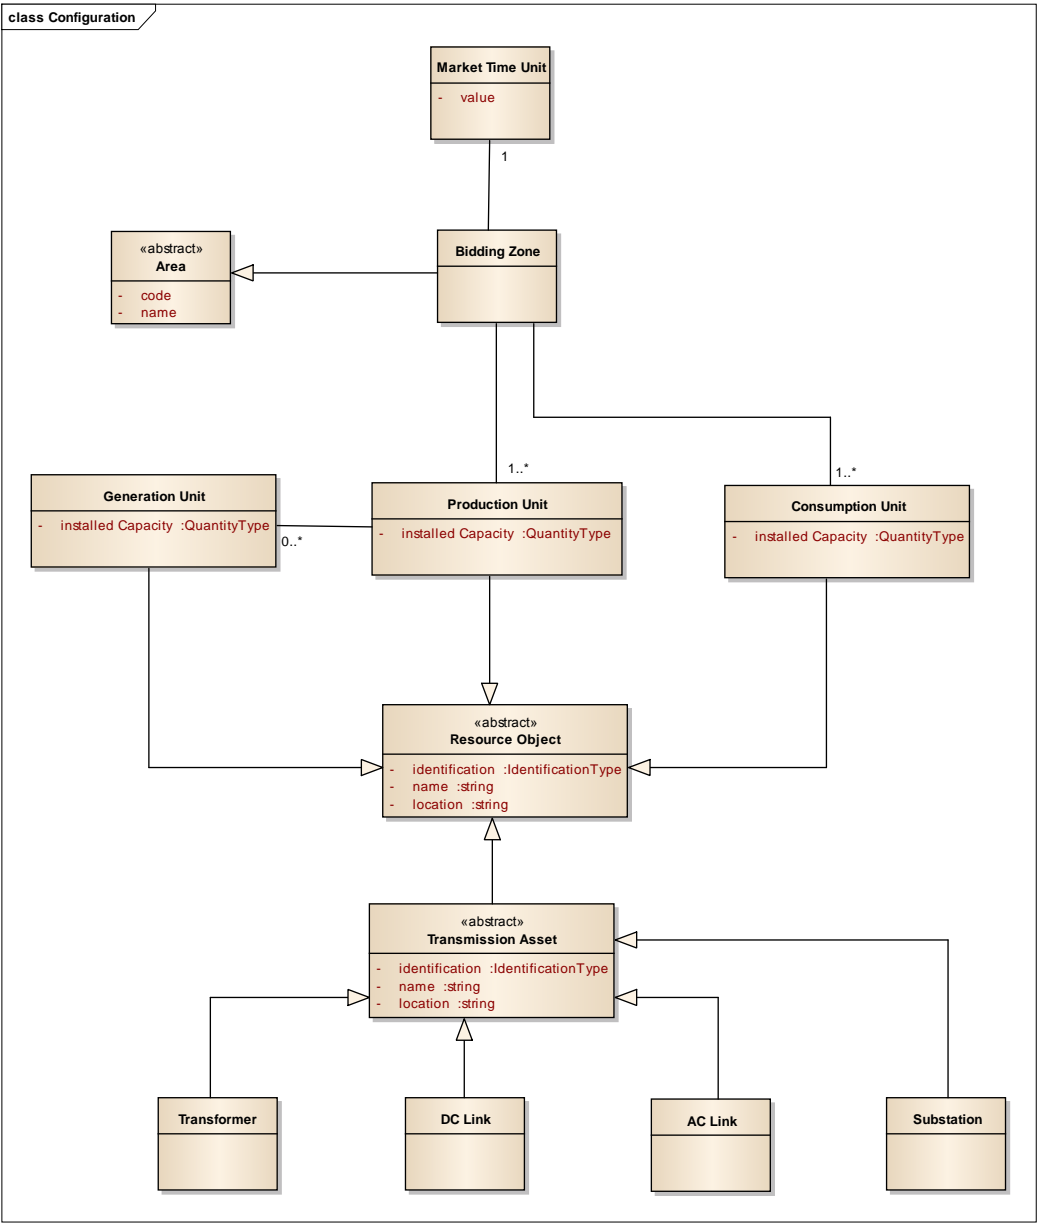 class Configuration
Market Time Unit
- value
1
Bidding Zone
«abstract»
Area
- code
- name
1..*
1..*
Generation Unit
- installed Capacity :QuantityType
0..*
Production Unit
- installed Capacity :QuantityType
Consumption Unit
- installed Capacity :QuantityType
«abstract»
Resource Object
- identification :IdentificationType
- name :string
- location :string
«abstract»
Transmission Asset
- identification :IdentificationType
- name :string
- location :string
Transformer
DC Link
AC Link
Substation